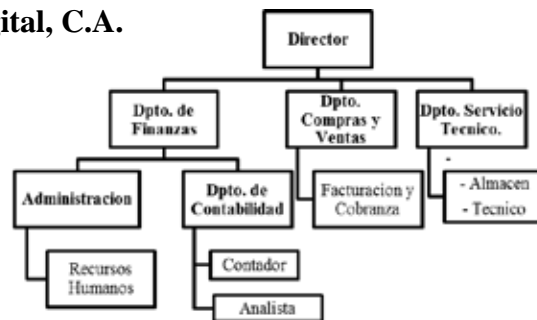 ital, C.A.
Director
Dpto. de
Finanzas
Dpto.
Compras y
Ventas
Dpto. Servicio
Tecnico.
-
Administracion
Dpto. de
Contabilidad
Facturacion y
Cobranza
- Almacen
- Tecnico
Recursos
Humanos
Contador
Analista